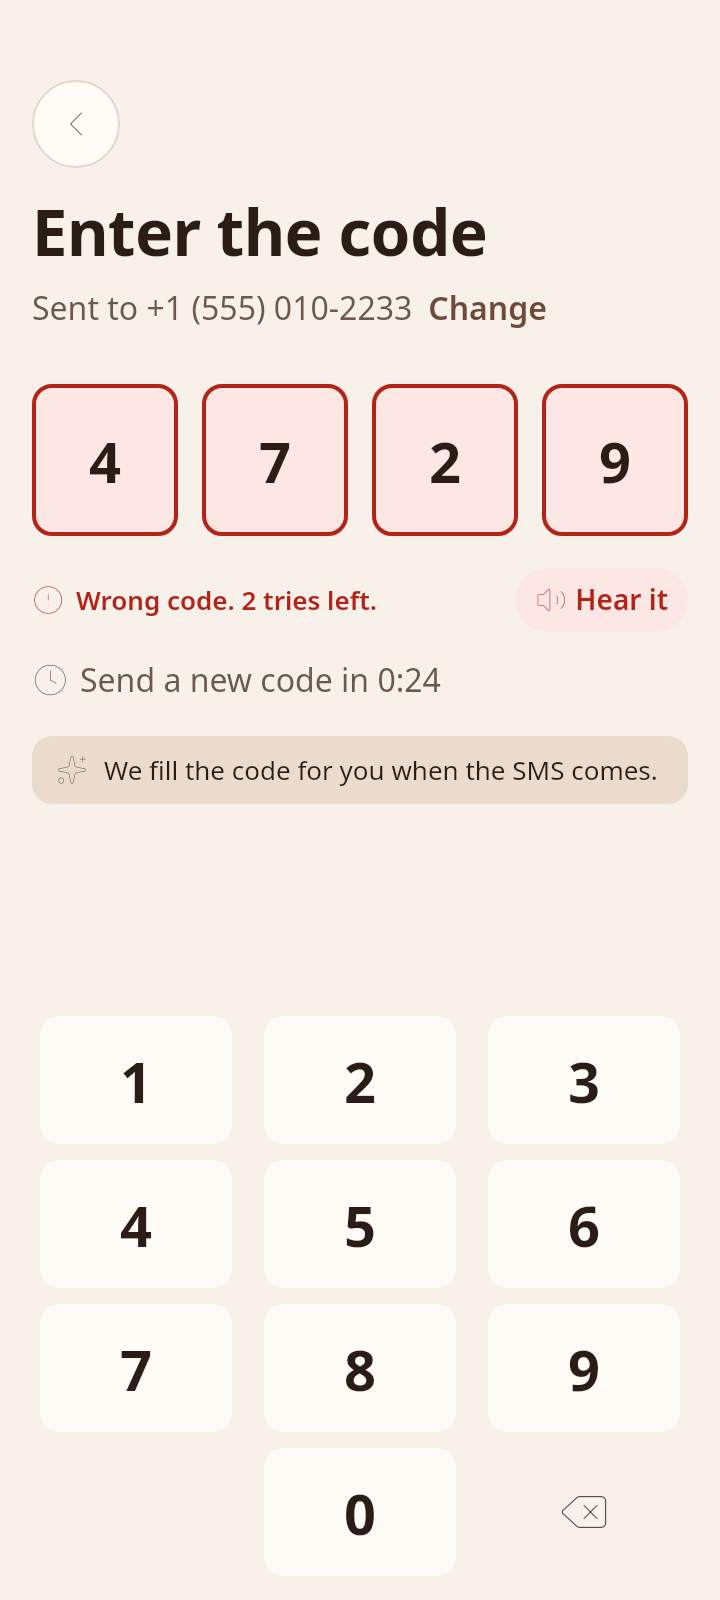 Enter the code
Sent to +1 (555) 010-2233 Change
4 7 2 9
Wrong code. 2 tries left. Hear it
Send a new code in 0:24
We fill the code for you when the SMS comes.
1 2 3
4 5 6
7 8 9
0